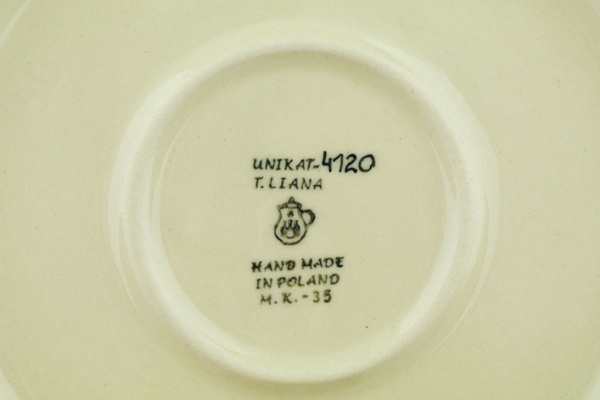 UNIKAT-4120
T.LIANA
HAND MADE
IN POLAND
M.K.-35